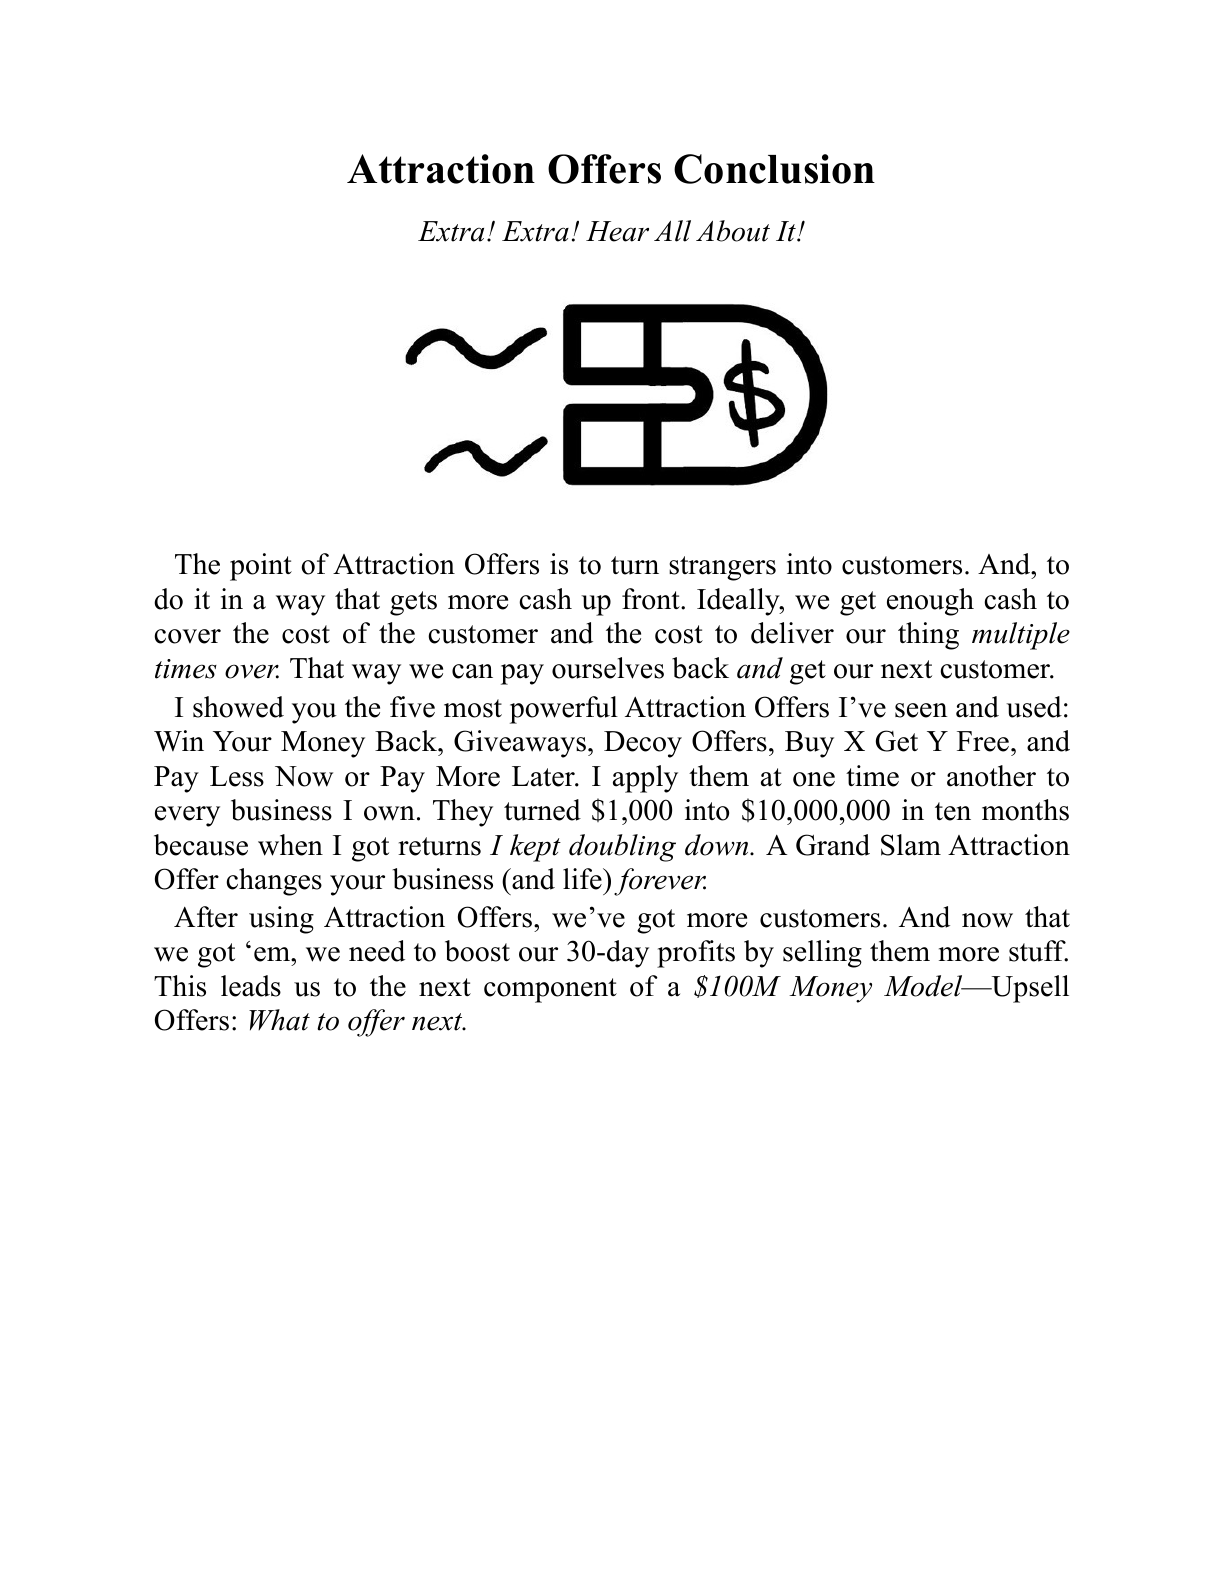 Attraction Offers Conclusion
Extra! Extra! Hear All About It!
$
The point of Attraction Offers is to turn strangers into customers. And, to
do it in a way that gets more cash up front. Ideally, we get enough cash to
cover the cost of the customer and the cost to deliver our thing multiple
times over. That way we can pay ourselves back and get our next customer.
I showed you the five most powerful Attraction Offers I’ve seen and used:
Win Your Money Back, Giveaways, Decoy Offers, Buy X Get Y Free, and
Pay Less Now or Pay More Later. I apply them at one time or another to
every business I own. They turned $1,000 into $10,000,000 in ten months
because when I got returns I kept doubling down. A Grand Slam Attraction
Offer changes your business (and life) forever.
After using Attraction Offers, we’ve got more customers. And now that
we got ‘em, we need to boost our 30-day profits by selling them more stuff.
This leads us to the next component of a $100M Money Model—Upsell
Offers: What to offer next.